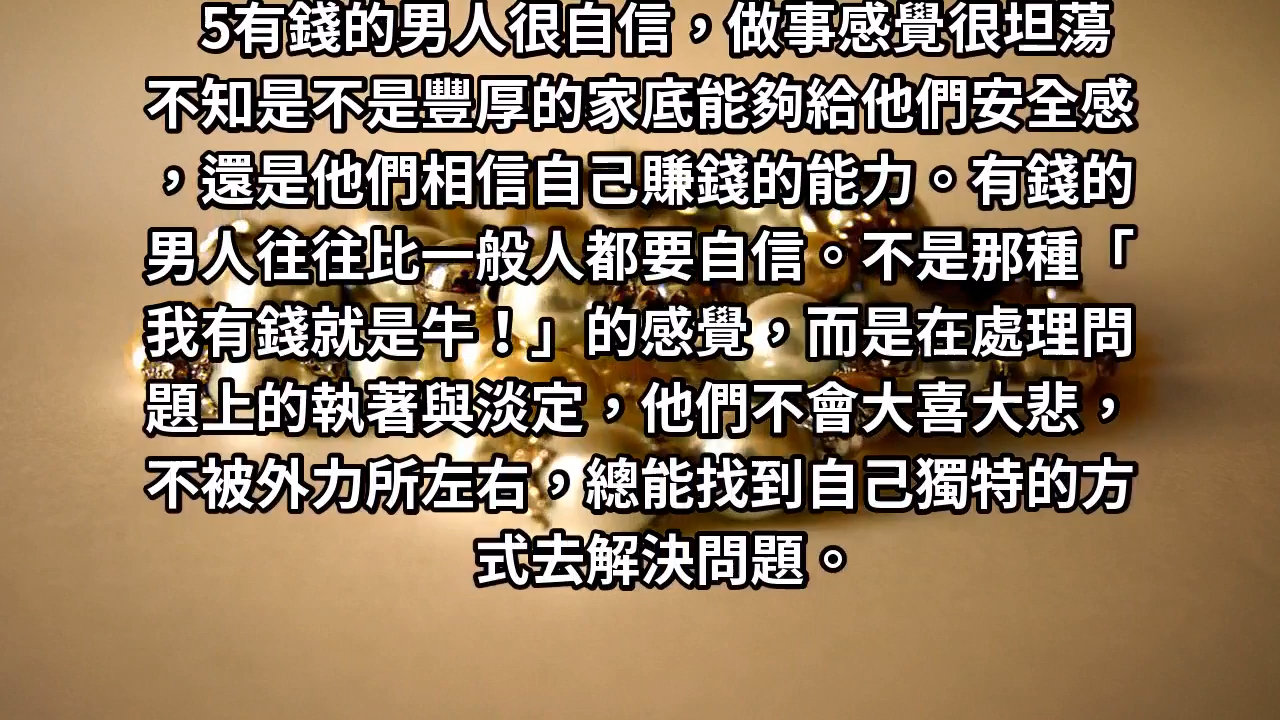 5有錢的男人很自信，做事感覺很坦蕩
不知是不是豐厚的家底能夠給他們安全感
，還是他們相信自己賺錢的能力。有錢的
男人往往比一般人都要自信。不是那種「
我有錢就是牛！」的感覺，而是在處理問
題上的執著與淡定，他們不會大喜大悲，
不被外力所左右，總能找到自己獨特的方
式去解決問題。